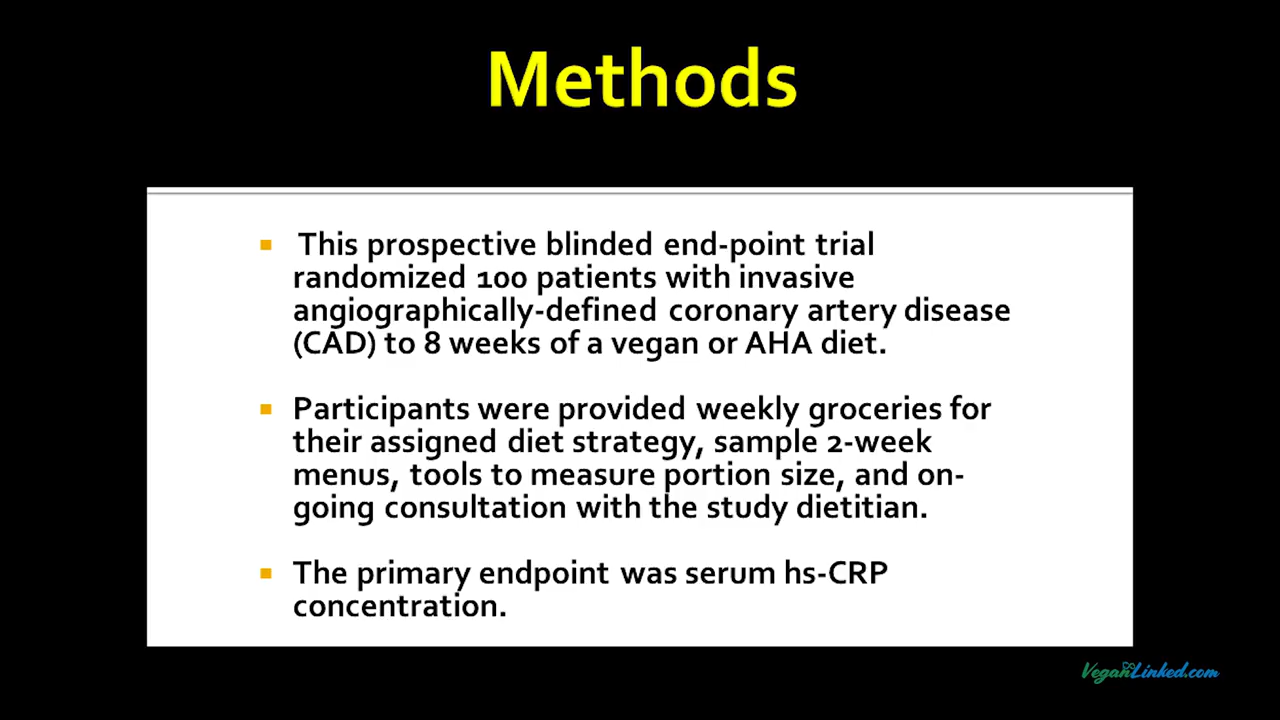 Methods
This prospective blinded end-point trial
randomized 100 patients with invasive
angiographically-defined coronary artery disease
(CAD) to 8 weeks of a vegan or AHA diet.
Participants were provided weekly groceries for
their assigned diet strategy, sample 2-week
menus, tools to measure portion size, and on-
going consultation with the study dietitian.
The primary endpoint was serum hs-CRP
concentration.
VeganLinked.com